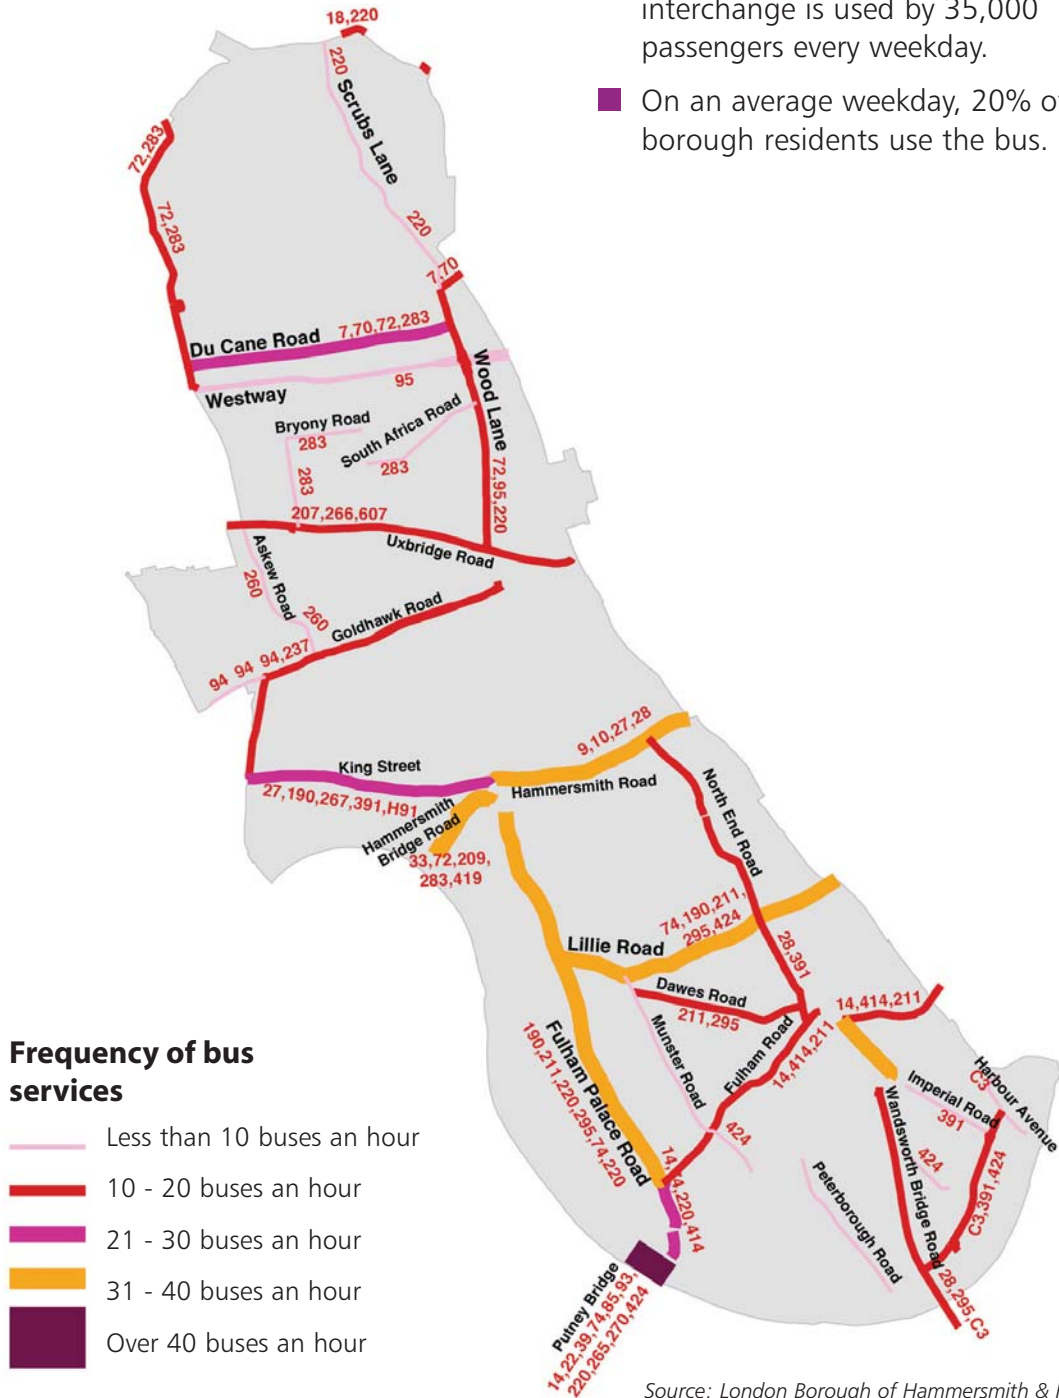 interchange is used by 35,000
passengers every weekday.
On an average weekday, 20% o
borough residents use the bus.
18,220
220
Scrubs Lane
220
72,283
72,283
7,70
Du Cane Road
7,70,72,283
Westway
95
Wood Lane
72,95,220
Bryony Road
283
283
South Africa Road
283
207,266,607
Uxbridge Road
Askew Road
260
260
Goldhawk Road
94 94 94,237
King Street
27,190,267,391,H91
9,10,27,28
Hammersmith Road
Hammersmith
Bridge Road
33,72,209,
283,419
North End Road
28,391
74,190,211,
295,424
Lillie Road
Dawes Road
211,295
Munster Road
424
Fulham Road
14,414,211
14,414,211
Fulham Palace Road
190,211,220,295,74,220
220,414
Putney Bridge
14,22,39,74,85,93,
220,265,270,424
Harbour Avenue
C3
Imperial Road
391
424
C3,391,424
Wandsworth Bridge Road
28,295,C3
Peterborough Road
Frequency of bus
services
Less than 10 buses an hour
10 - 20 buses an hour
21 - 30 buses an hour
31 - 40 buses an hour
Over 40 buses an hour
Source: London Borough of Hammersmith &